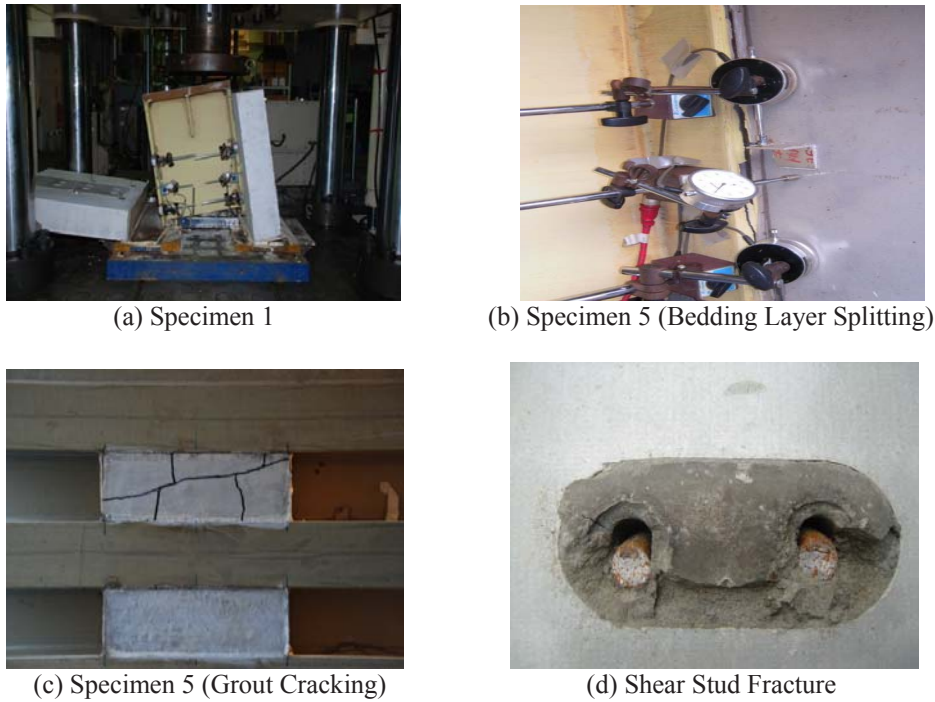 (a) Specimen 1
(b) Specimen 5 (Bedding Layer Splitting)
(c) Specimen 5 (Grout Cracking)
(d) Shear Stud Fracture